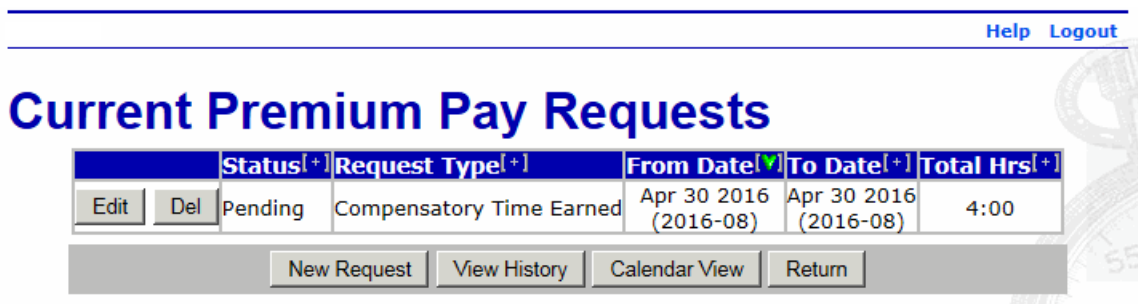 Help Logout
Current Premium Pay Requests
Status[+] Request Type[+] From Date[V] To Date[+] Total Hrs[+]
Edit Del Pending Compensatory Time Earned Apr 30 2016 (2016-08) Apr 30 2016 (2016-08) 4:00
New Request View History Calendar View Return
55